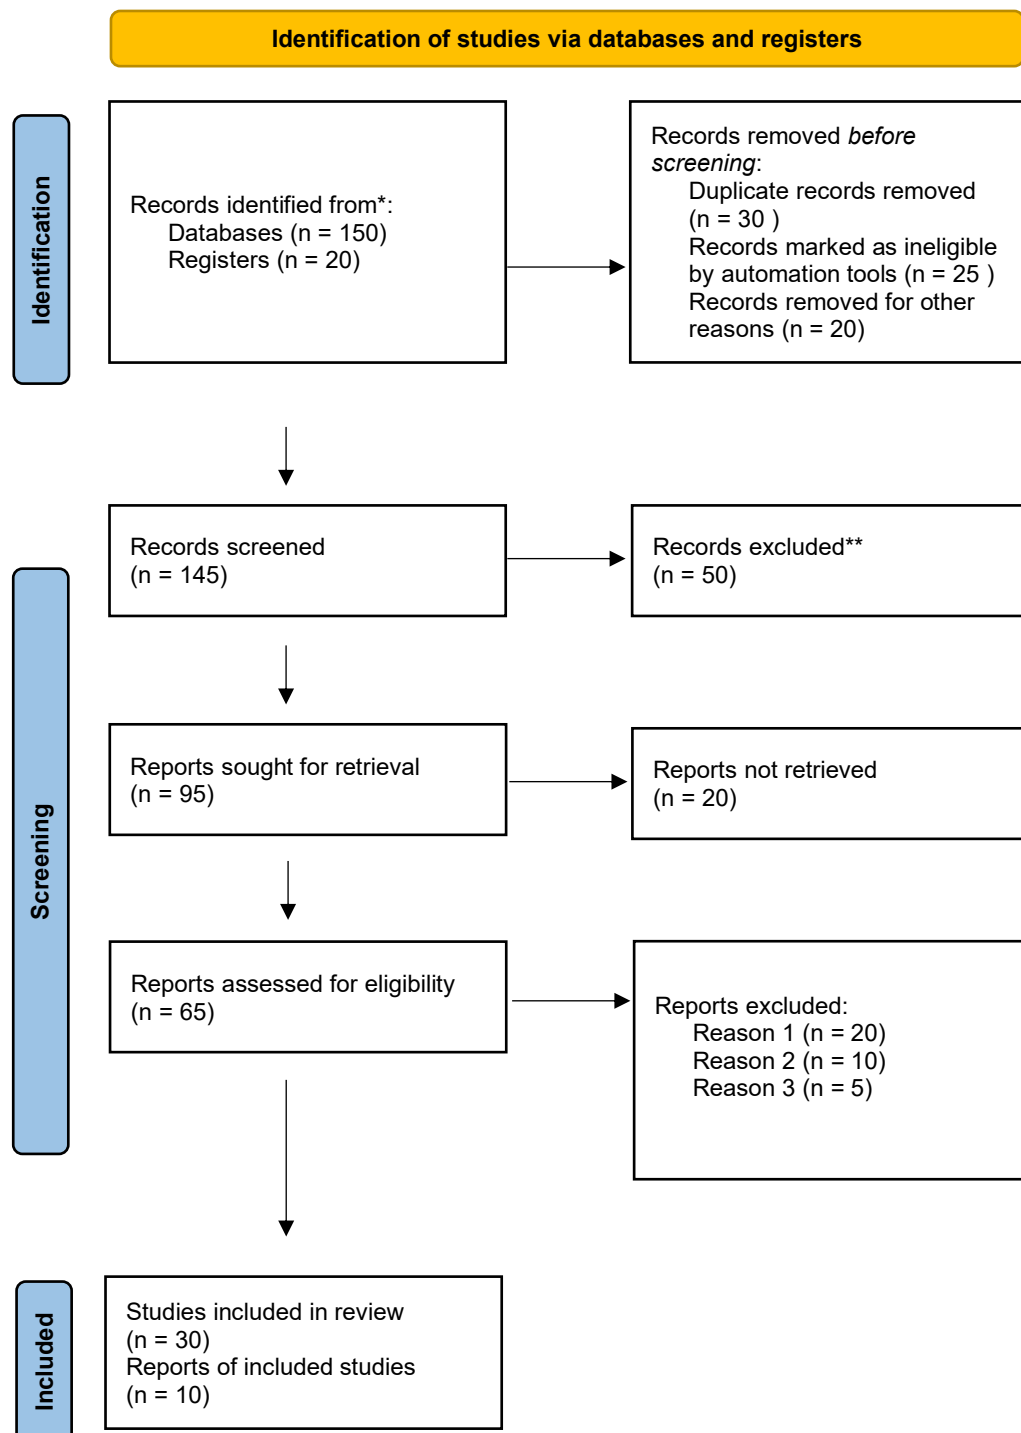 Identification of studies via databases and registers
Identification
Records identified from*:
Databases (n = 150)
Registers (n = 20)
Records removed before
screening:
Duplicate records removed
(n = 30 )
Records marked as ineligible
by automation tools (n = 25 )
Records removed for other
reasons (n = 20)
Screening
Records screened
(n = 145)
Records excluded**
(n = 50)
Reports sought for retrieval
(n = 95)
Reports not retrieved
(n = 20)
Reports assessed for eligibility
(n = 65)
Reports excluded:
Reason 1 (n = 20)
Reason 2 (n = 10)
Reason 3 (n = 5)
Included
Studies included in review
(n = 30)
Reports of included studies
(n = 10)